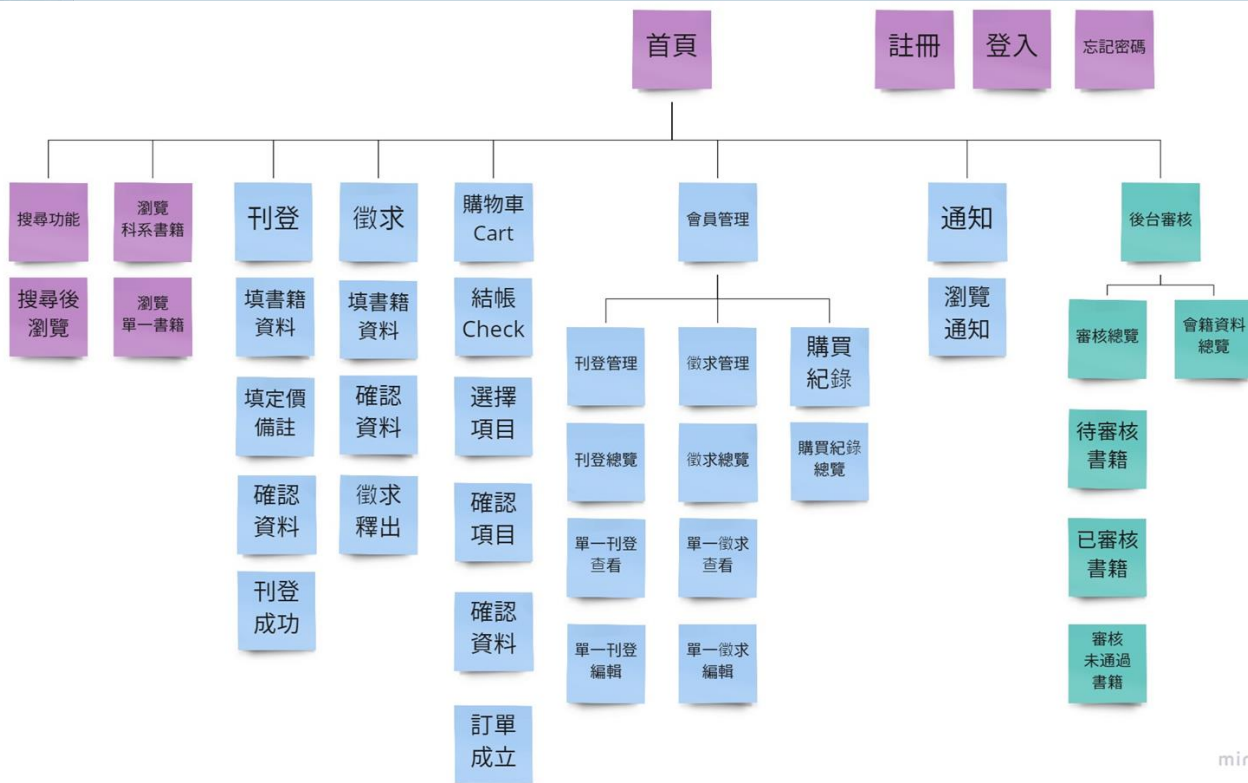 首頁
註冊
登入
忘記密碼
搜尋功能
瀏覽
科系書籍
刊登
徵求
購物車
Cart
會員管理
通知
後台審核
搜尋後
瀏覽
瀏覽
單一書籍
填書籍
資料
填書籍
資料
結帳
Check
瀏覽
通知
刊登管理
徵求管理
購買
紀錄
審核總覽
會籍資料
總覽
填定價
備註
確認
資料
選擇
項目
刊登總覽
徵求總覽
購買紀錄
總覽
待審核
書籍
確認
資料
徵求
釋出
確認
項目
單一刊登
查看
單一徵求
查看
已審核
書籍
刊登
成功
確認
資料
單一刊登
編輯
單一徵求
編輯
審核
未通過
書籍
訂單
成立